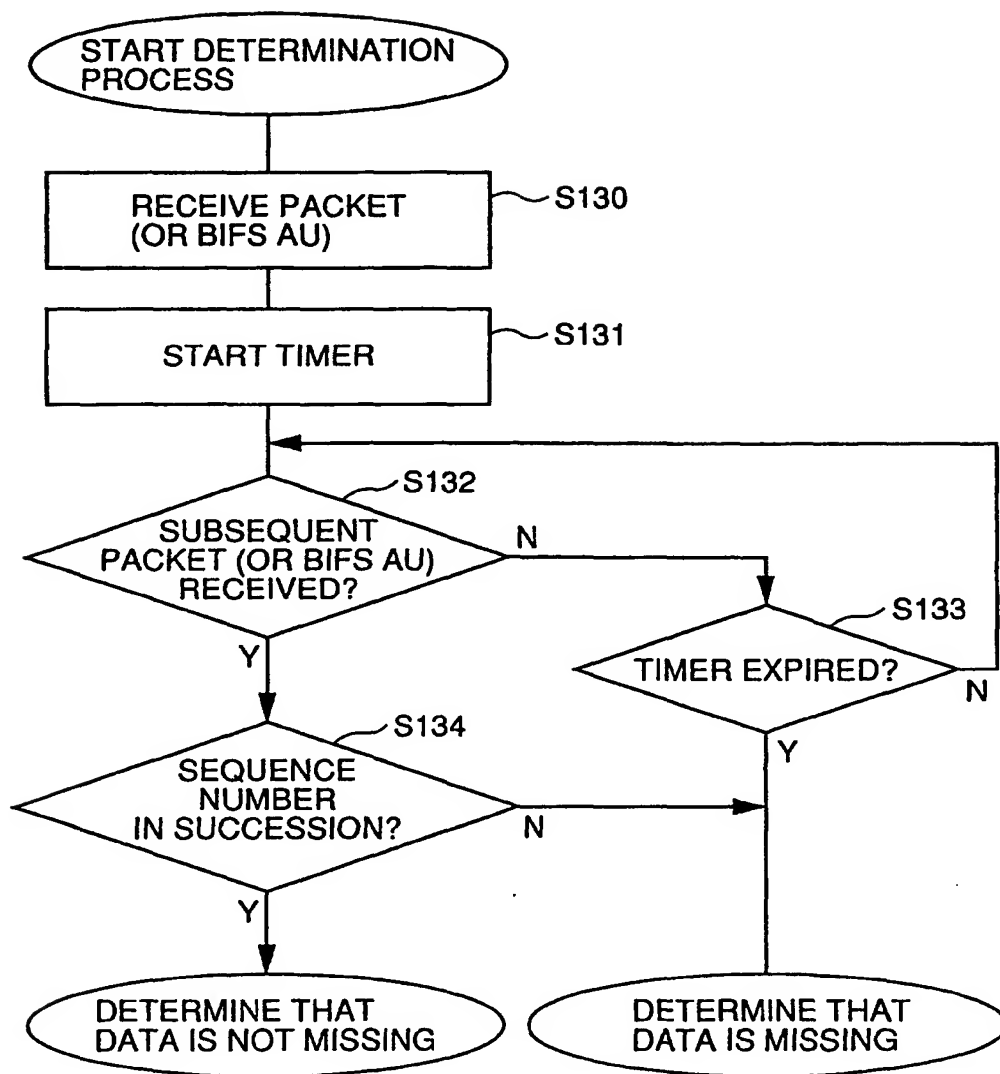 START DETERMINATION
PROCESS
RECEIVE PACKET
(OR BIFS AU)
S130
START TIMER
S131
S132
SUBSEQUENT
PACKET (OR BIFS AU)
RECEIVED?
N
Y
S133
TIMER EXPIRED?
N
Y
S134
SEQUENCE
NUMBER
IN SUCCESSION?
N
Y
DETERMINE THAT
DATA IS NOT MISSING
DETERMINE THAT
DATA IS MISSING